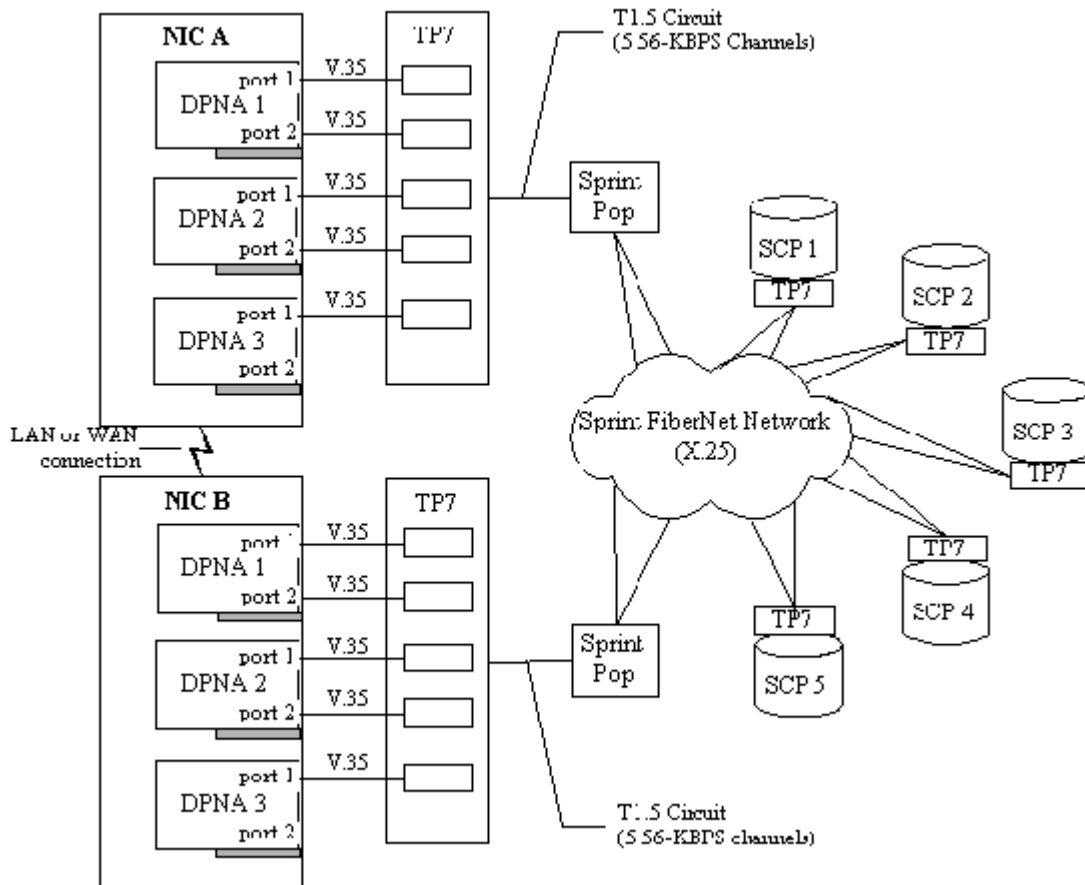 NIC A
port 1
DPNA 1
port 2
port 1
DPNA 2
port 2
port 1
DPNA 3
port 2
V.35
V.35
V.35
V.35
V.35
TP7
T1.5 Circuit
(5 56-KBPS Channels)
Sprint
Pop
SCP 1
TP7
SCP 2
TP7
SCP 3
TP7
Sprint FiberNet Network
(X.25)
TP7
SCP 4
TP7
SCP 5
LAN or WAN
connection
NIC B
port
DPNA 1
port 2
port 1
DPNA 2
port 2
port 1
DPNA 3
port 2
V.35
V.35
V.35
V.35
V.35
TP7
Sprint
Pop
T1.5 Circuit
(5 56-KBPS channels)